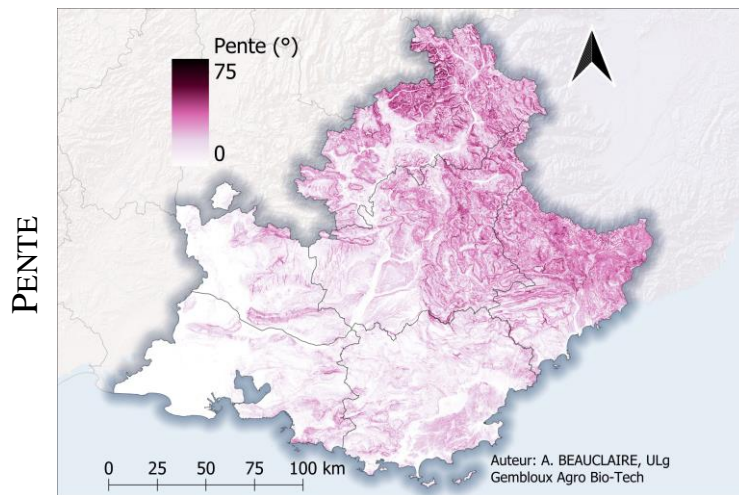 PENTE
Pente (°)
75
0
0 25 50 75 100 km
Auteur: A. BEAUCLAIRE, ULg
Gembloux Agro Bio-Tech